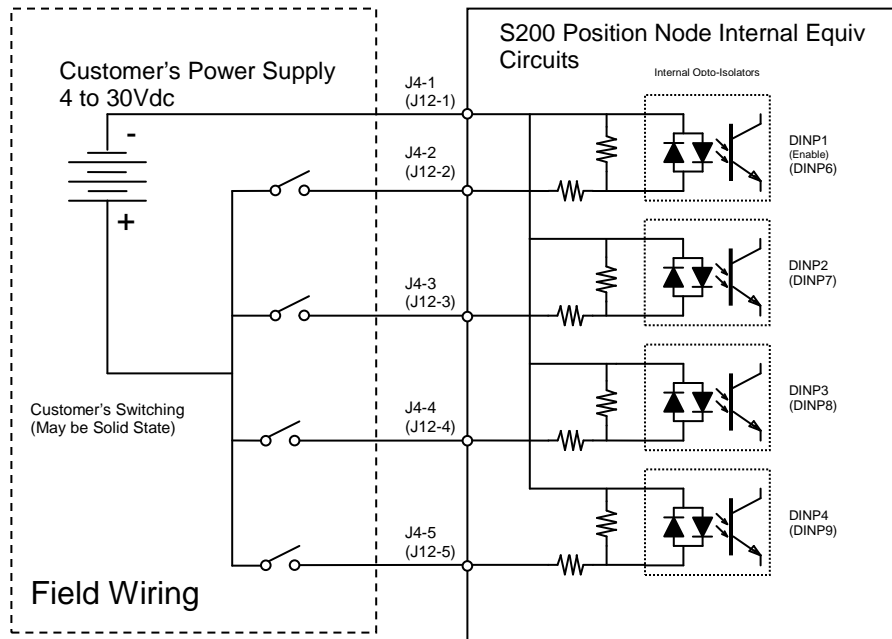 S200 Position Node Internal Equiv
Circuits
Customer's Power Supply
4 to 30Vdc
-
+
J4-1
(J12-1)
Internal Opto-Isolators
J4-2
(J12-2)
DINP1
(Enable)
(DINP6)
J4-3
(J12-3)
DINP2
(DINP7)
Customer's Switching
(May be Solid State)
J4-4
(J12-4)
DINP3
(DINP8)
J4-5
(J12-5)
DINP4
(DINP9)
Field Wiring